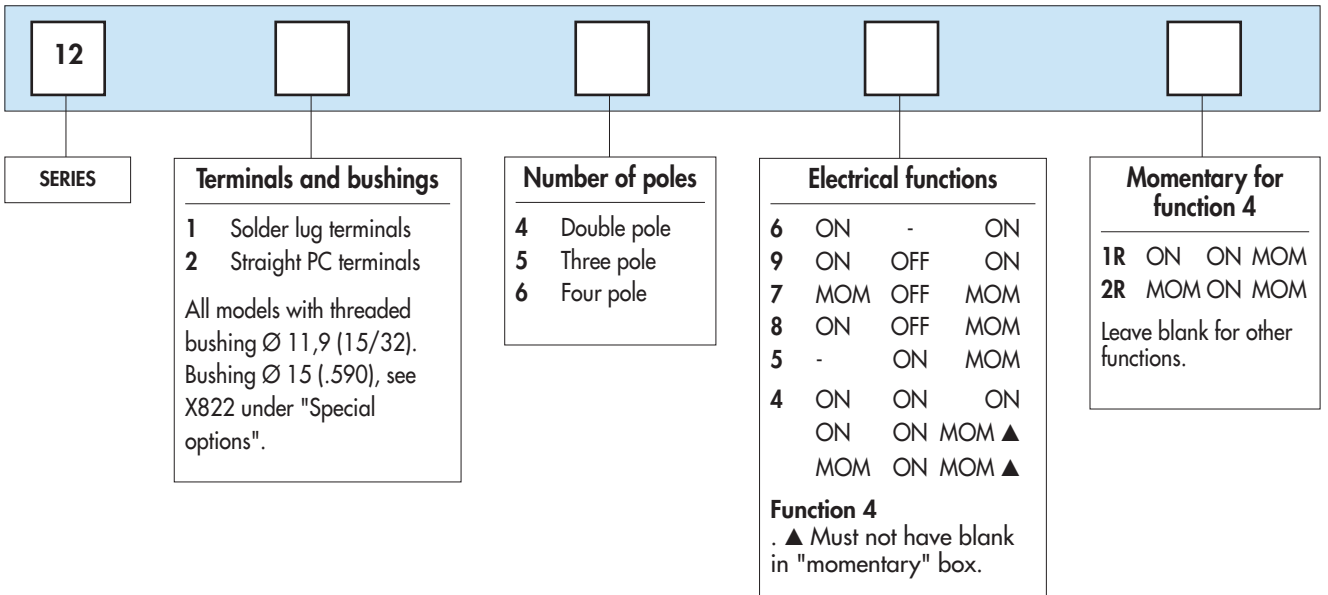 12
SERIES
Terminals and bushings
1 Solder lug terminals
2 Straight PC terminals
All models with threaded
bushing Ø 11,9 (15/32).
Bushing Ø 15 (.590), see
X822 under "Special
options".
Number of poles
4 Double pole
5 Three pole
6 Four pole
Electrical functions
6 ON - ON
9 ON OFF ON
7 MOM OFF MOM
8 ON OFF MOM
5 - ON MOM
4 ON ON ON
ON ON MOM ▲
MOM ON MOM ▲
Function 4
. ▲ Must not have blank
in "momentary" box.
Momentary for
function 4
1R ON ON MOM
2R MOM ON MOM
Leave blank for other
functions.